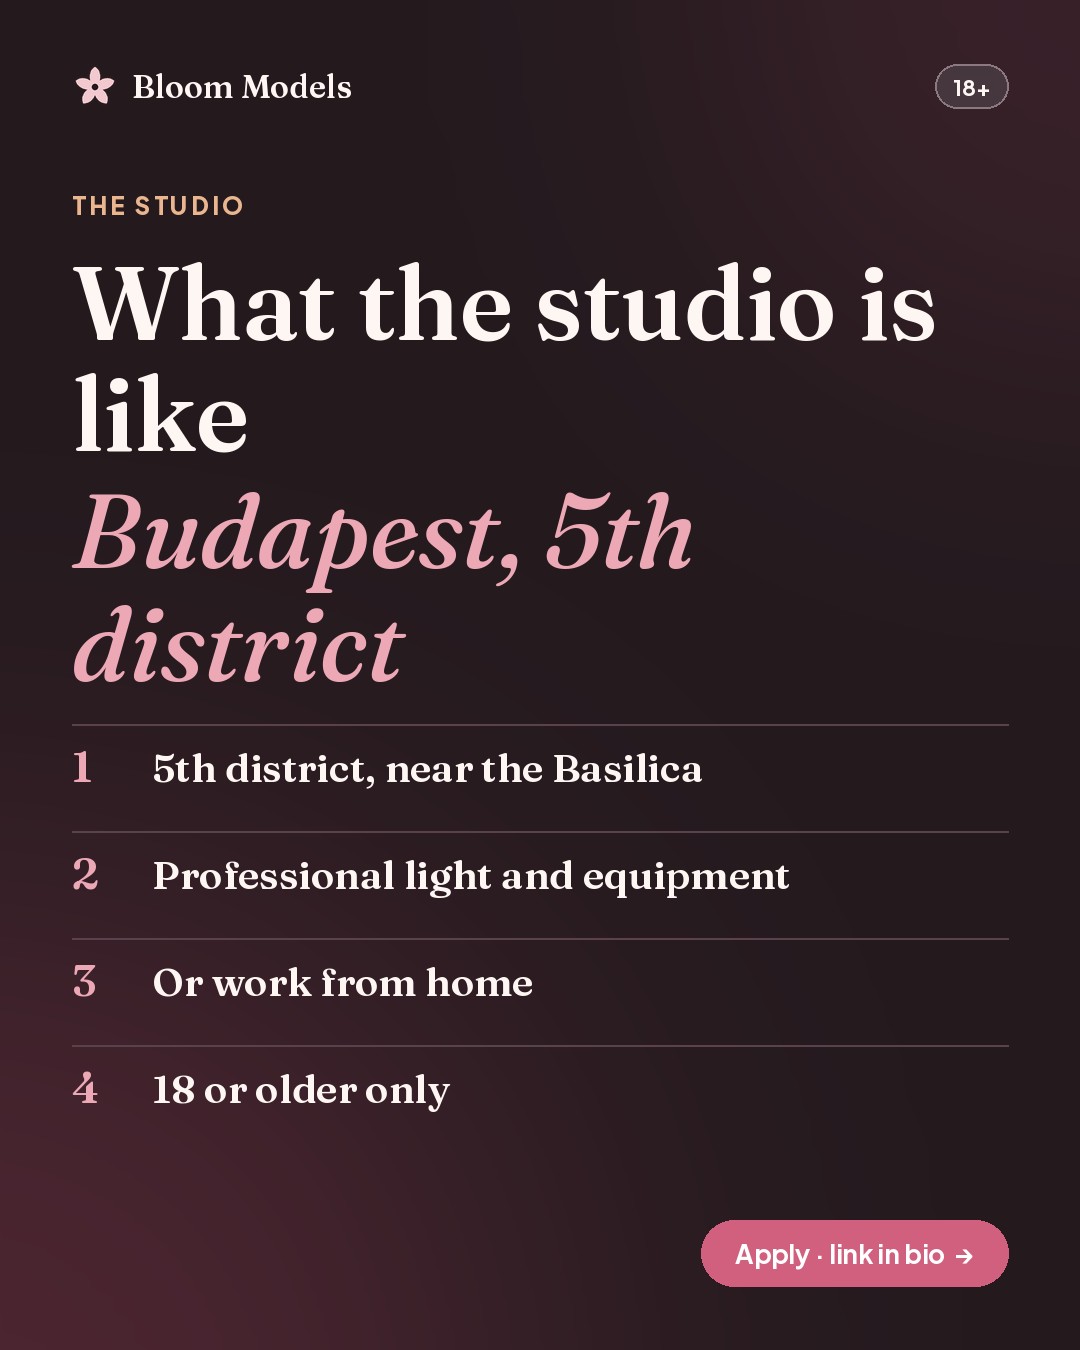 Bloom Models
18+
THE STUDIO
What the studio is
like
Budapest, 5th
district
1 5th district, near the Basilica
2 Professional light and equipment
3 Or work from home
4 18 or older only
Apply · link in bio →